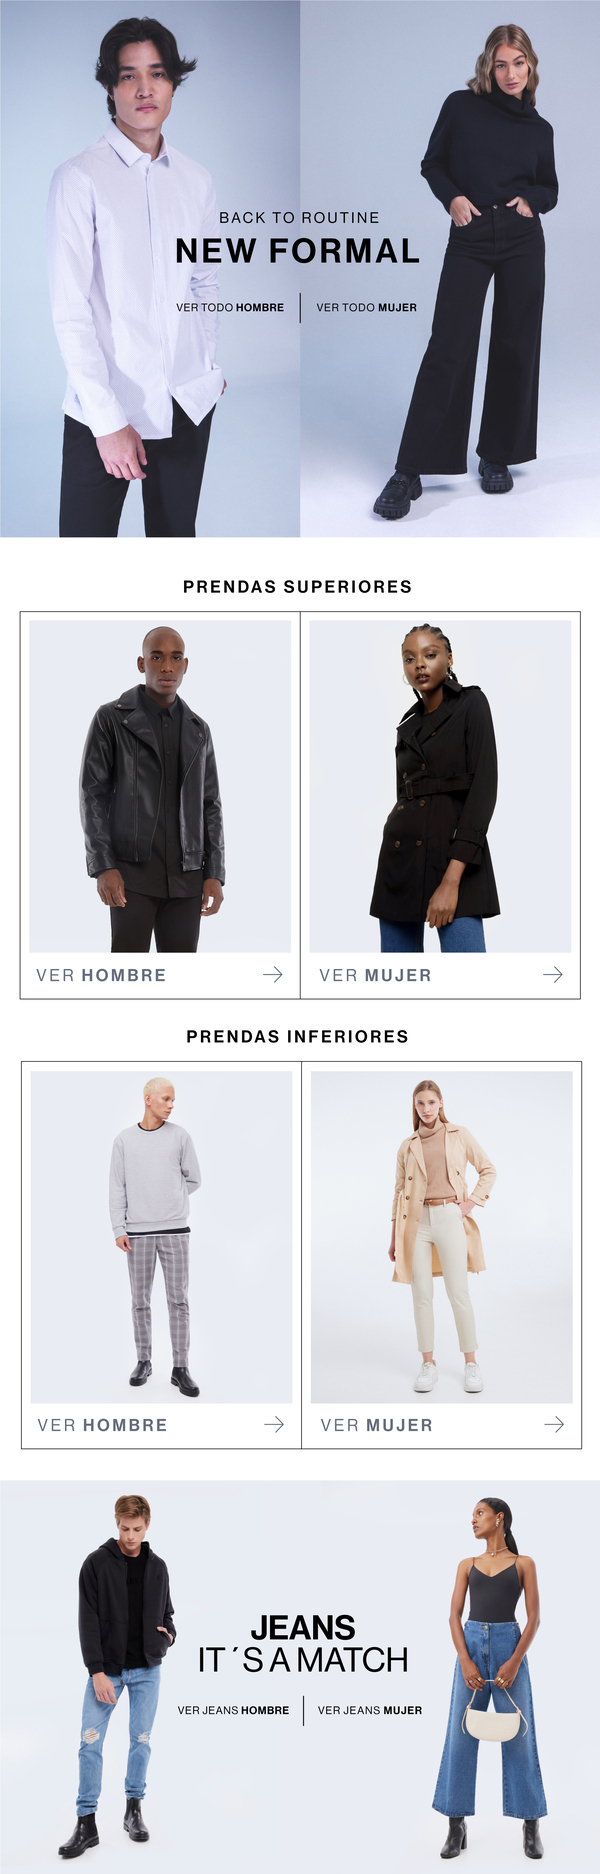 BACK TO ROUTINE
NEW FORMAL
VER TODO HOMBRE
VER TODO MUJER
PRENDAS SUPERIORES
VER HOMBRE
VER MUJER
PRENDAS INFERIORES
VER HOMBRE
VER MUJER
JEANS
IT´S A MATCH
VER JEANS HOMBRE
VER JEANS MUJER